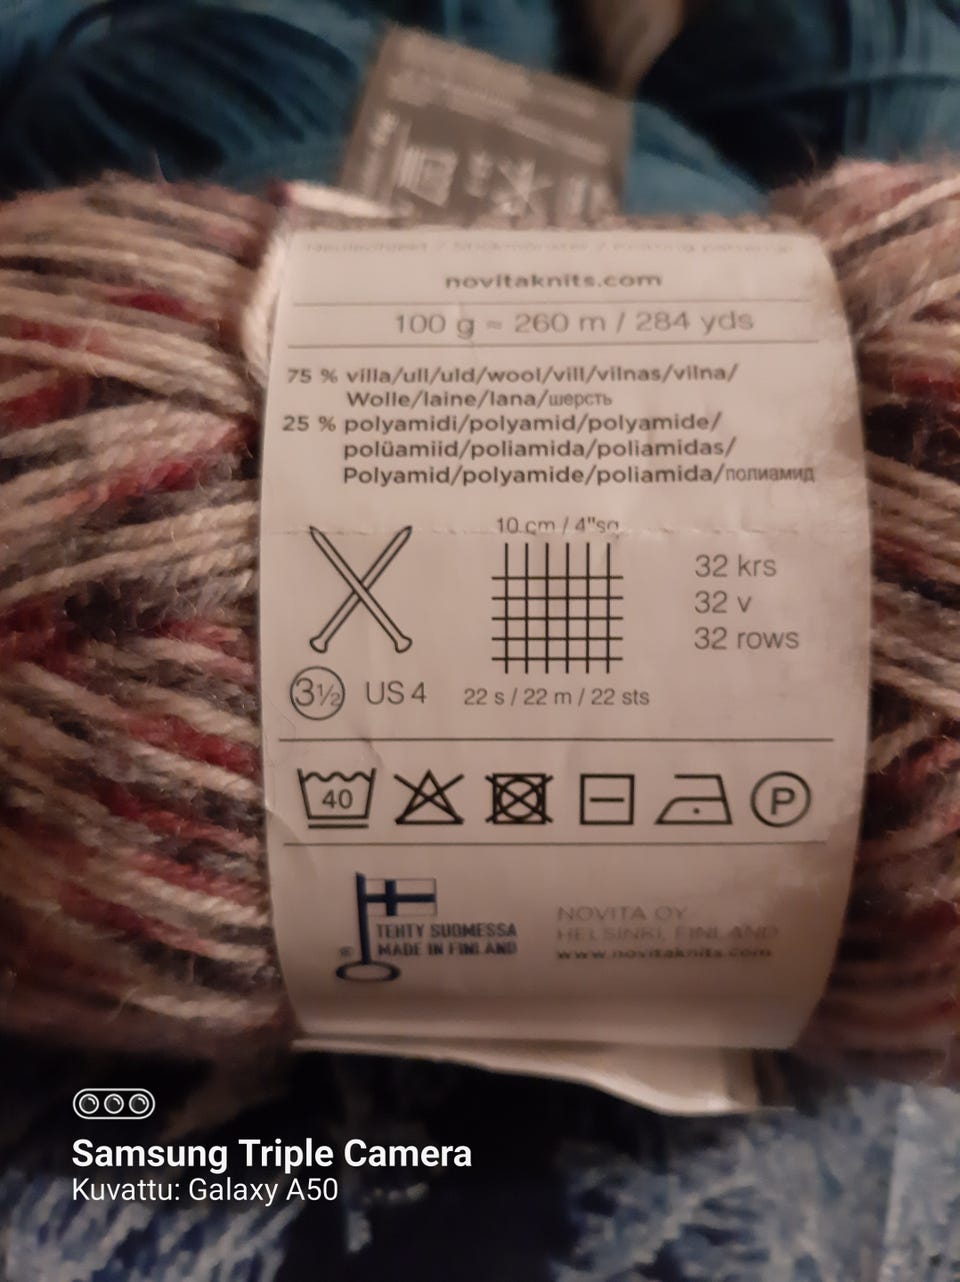 novitaknits.com
100 g ≈ 260 m / 284 yds
75 % villa/ull/uld/wool/vill/vilnas/vilna/
Wolle/laine/lana/шерсть
25 % polyamidi/polyamid/polyamide/
polüamiid/poliamida/poliamidas/
Polyamid/polyamide/poliamida/полиамид
10 cm / 4"sq
32 krs
32 v
32 rows
3½ US 4
22 s / 22 m / 22 sts
40
P
TEHTY SUOMESSA
® MADE IN FINLAND
NOVITA OY
HELSINKI, FINLAND
www.novitaknits.com
Samsung Triple Camera
Kuvattu: Galaxy A50